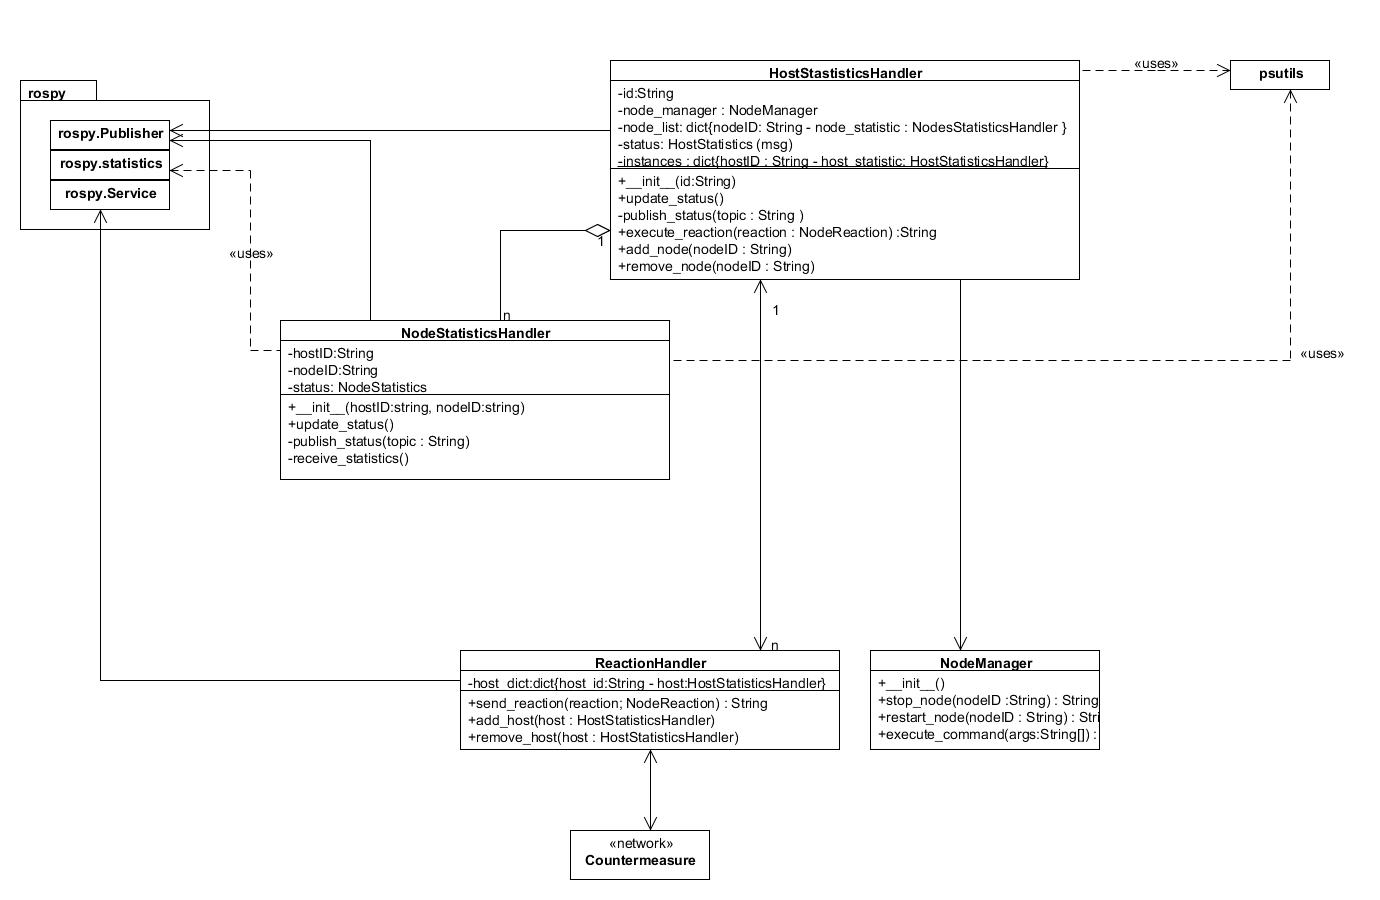 rospy
rospy.Publisher
rospy.statistics
rospy.Service
«uses»
HostStastisticsHandler
-id:String
-node_manager : NodeManager
-node_list: dict{nodeID: String - node_statistic : NodesStatisticsHandler }
-status: HostStatistics (msg)
-instances : dict{hostID : String - host_statistic: HostStatisticsHandler}
+__init__(id:String)
+update_status()
-publish_status(topic : String )
+execute_reaction(reaction : NodeReaction) :String
+add_node(nodeID : String)
+remove_node(nodeID : String)
«uses»
psutils
«uses»
1
n
1
n
NodeStatisticsHandler
-hostID:String
-nodeID:String
-status: NodeStatistics
+__init__(hostID:string, nodeID:string)
+update_status()
-publish_status(topic : String)
-receive_statistics()
ReactionHandler
-host_dict:dict{host_id:String - host:HostStatisticsHandler}
+send_reaction(reaction; NodeReaction) : String
+add_host(host : HostStatisticsHandler)
+remove_host(host : HostStatisticsHandler)
NodeManager
+__init__()
+stop_node(nodeID :String) : String
+restart_node(nodeID : String) : Stri
+execute_command(args:String[]) :
«network»
Countermeasure